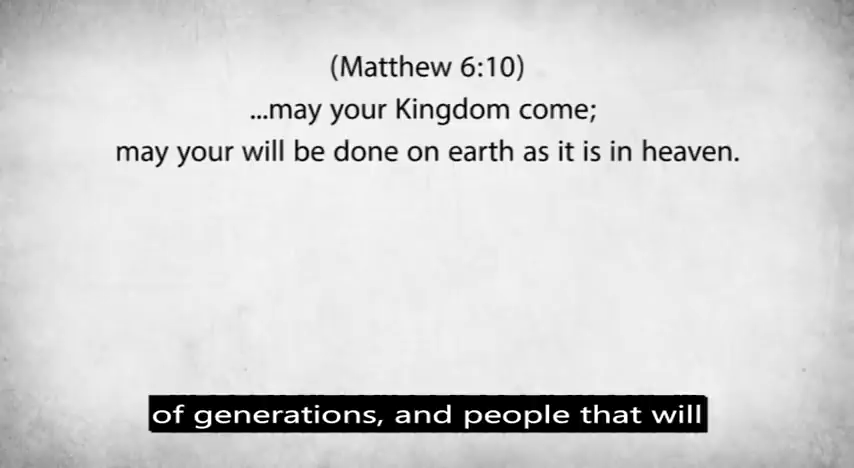 (Matthew 6:10)
...may your Kingdom come;
may your will be done on earth as it is in heaven.
of generations, and people that will